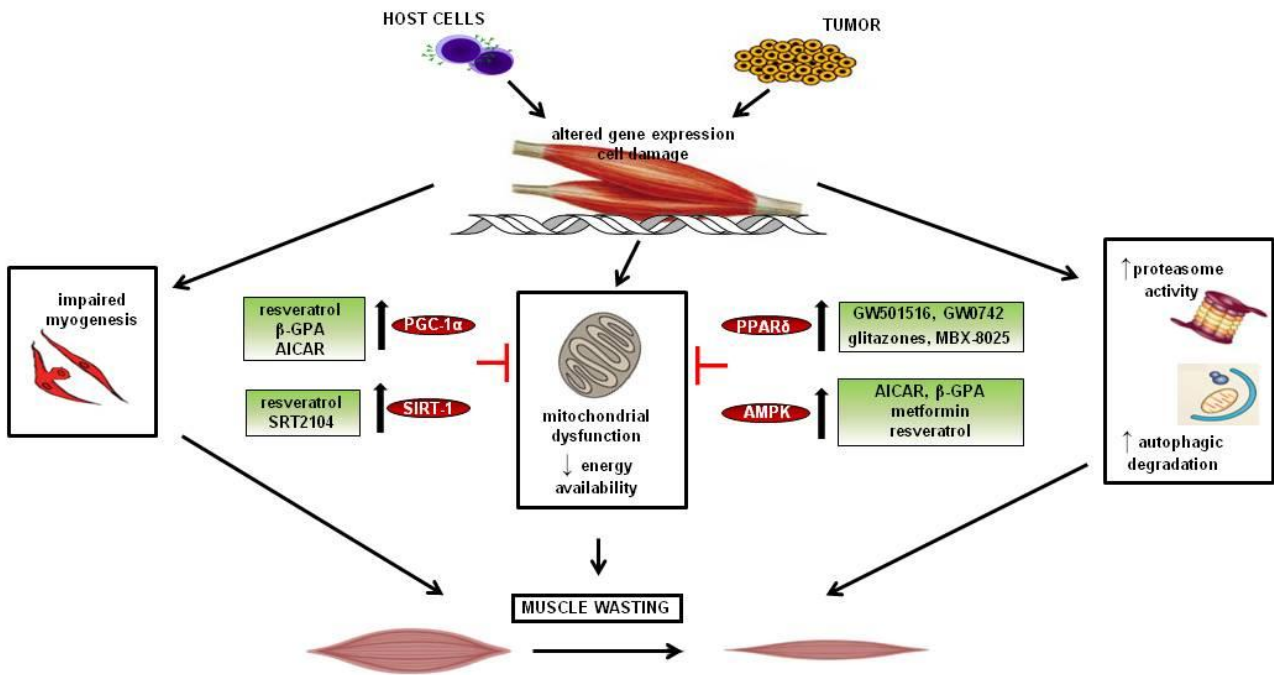 HOST CELLS
TUMOR
altered gene expression
cell damage
impaired
myogenesis
resveratrol
β-GPA
AICAR
PGC-1α
resveratrol
SRT2104
SIRT-1
mitochondrial
dysfunction
↓ energy
availability
PPARδ
GW501516, GW0742
glitazones, MBX-8025
AMPK
AICAR, β-GPA
metformin
resveratrol
↑ proteasome
activity
↑ autophagic
degradation
MUSCLE WASTING